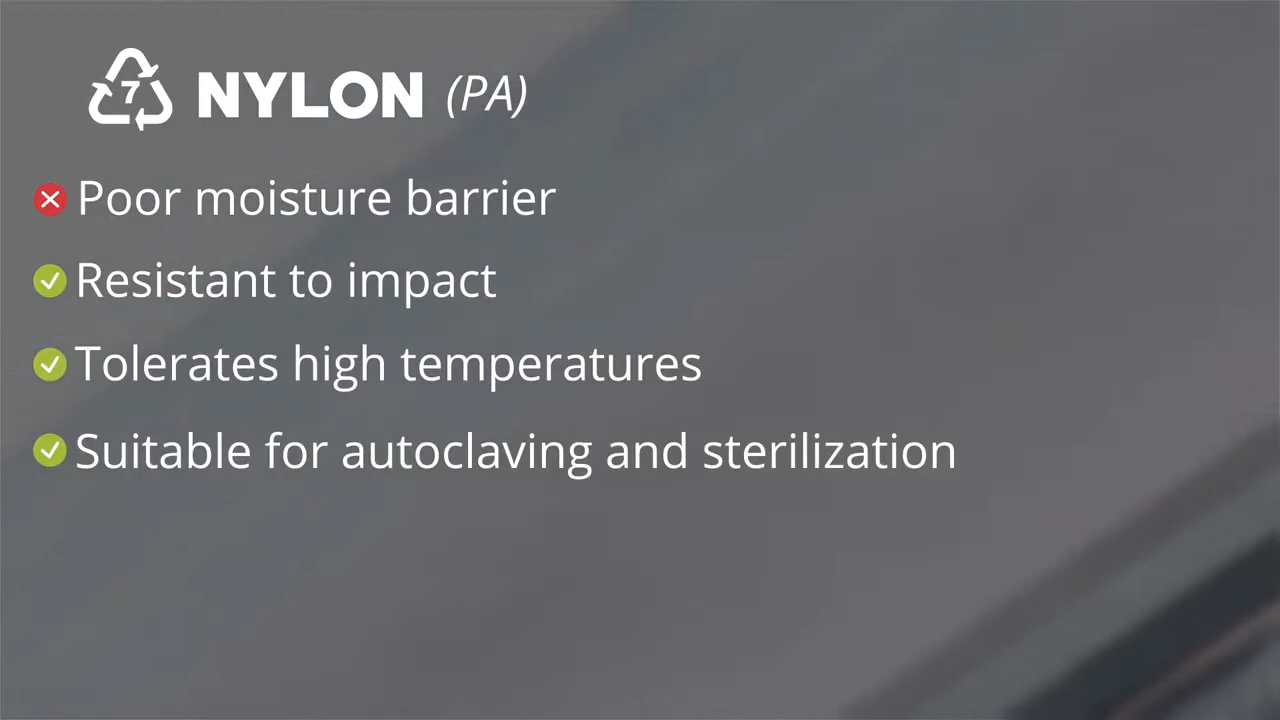 7 NYLON (PA)
Poor moisture barrier
Resistant to impact
Tolerates high temperatures
Suitable for autoclaving and sterilization